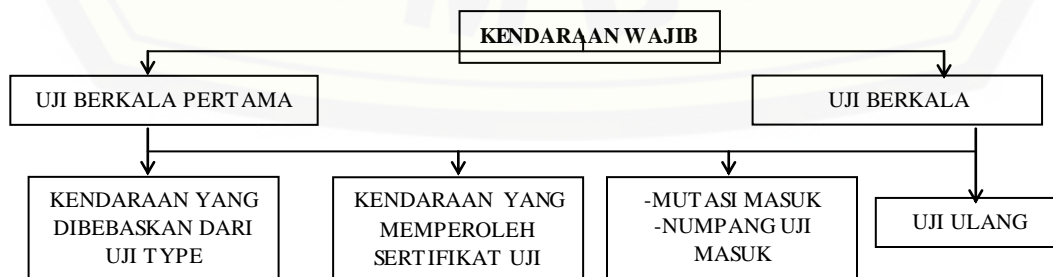 KENDARAAN WAJIB
UJI BERKALA PERTAMA
UJI BERKALA
KENDARAAN YANG
DIBEBASKAN DARI
UJI TYPE
KENDARAAN YANG
MEMPEROLEH
SERTIFIKAT UJI
-MUTASI MASUK
-NUMPANG UJI
MASUK
UJI ULANG